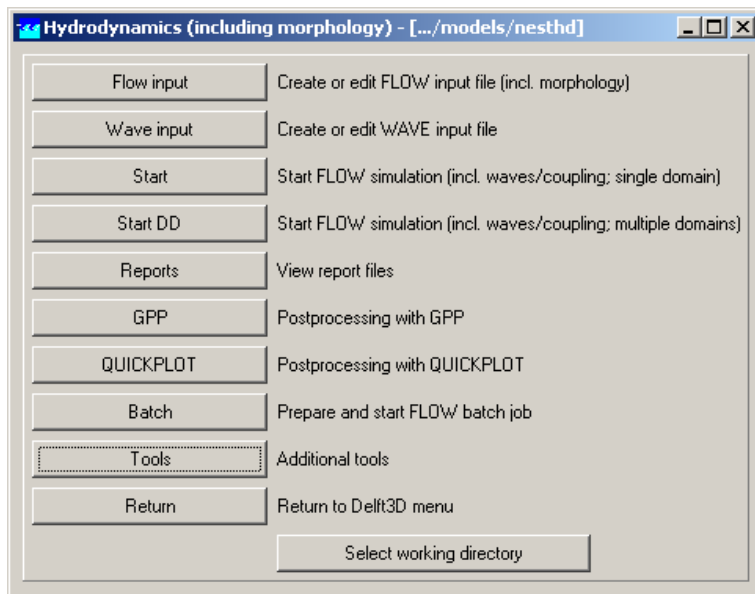 Hydrodynamics (including morphology) - [.../models/nesthd]
Flow input Create or edit FLOW input file (incl. morphology)
Wave input Create or edit WAVE input file
Start Start FLOW simulation (incl. waves/coupling; single domain)
Start DD Start FLOW simulation (incl. waves/coupling; multiple domains)
Reports View report files
GPP Postprocessing with GPP
QUICKPLOT Postprocessing with QUICKPLOT
Batch Prepare and start FLOW batch job
Tools Additional tools
Return Return to Delft3D menu
Select working directory